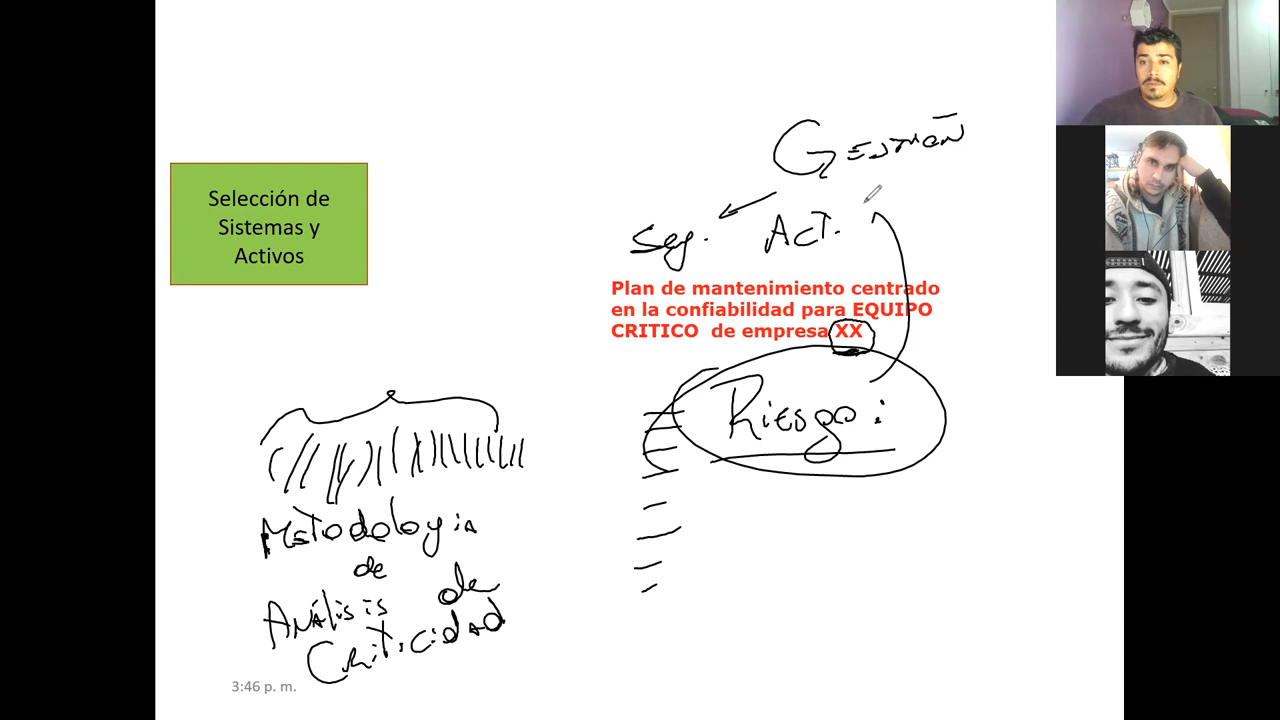 Gestión
Seg. Act.
Selección de
Sistemas y
Activos
Plan de mantenimiento centrado
en la confiabilidad para EQUIPO
CRITICO de empresa XX
Riesgo:
Metodología
de
Análisis de
Criticidad
3:46 p. m.